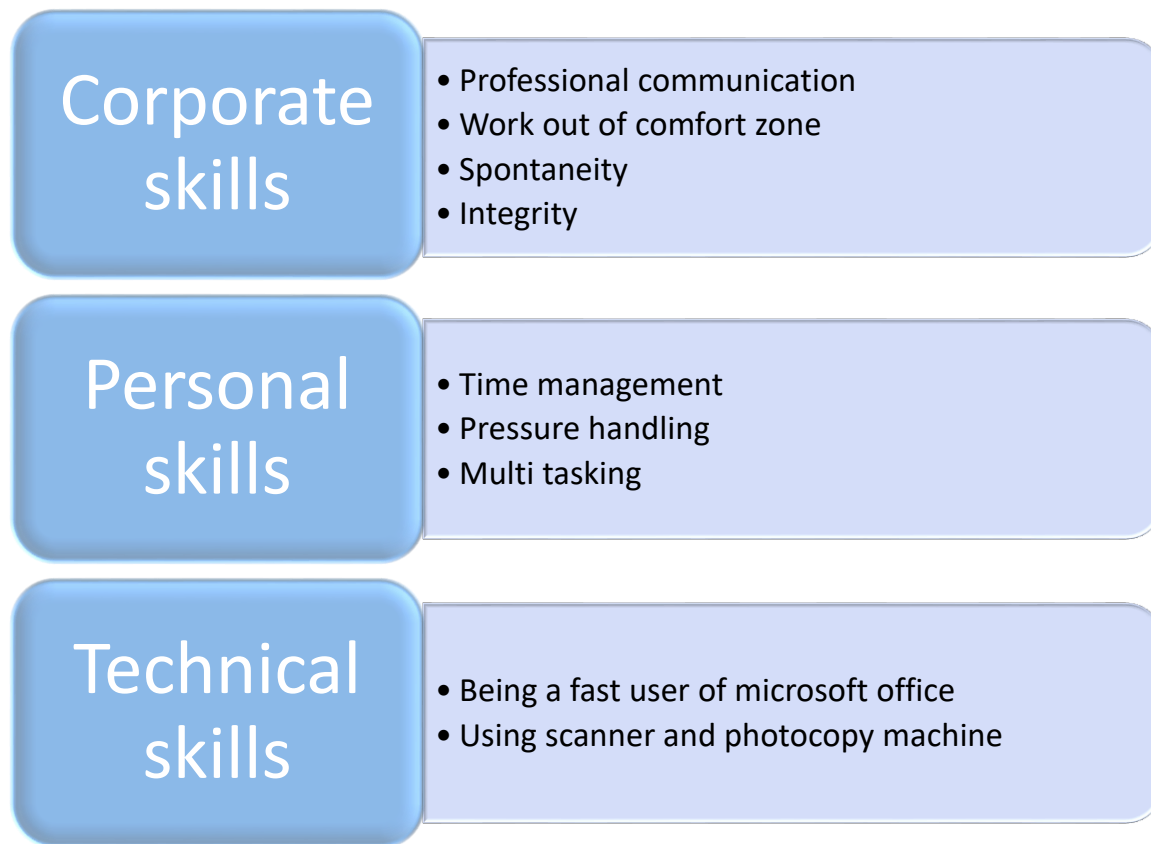 Corporate
skills
• Professional communication
• Work out of comfort zone
• Spontaneity
• Integrity
Personal
skills
• Time management
• Pressure handling
• Multi tasking
Technical
skills
• Being a fast user of microsoft office
• Using scanner and photocopy machine